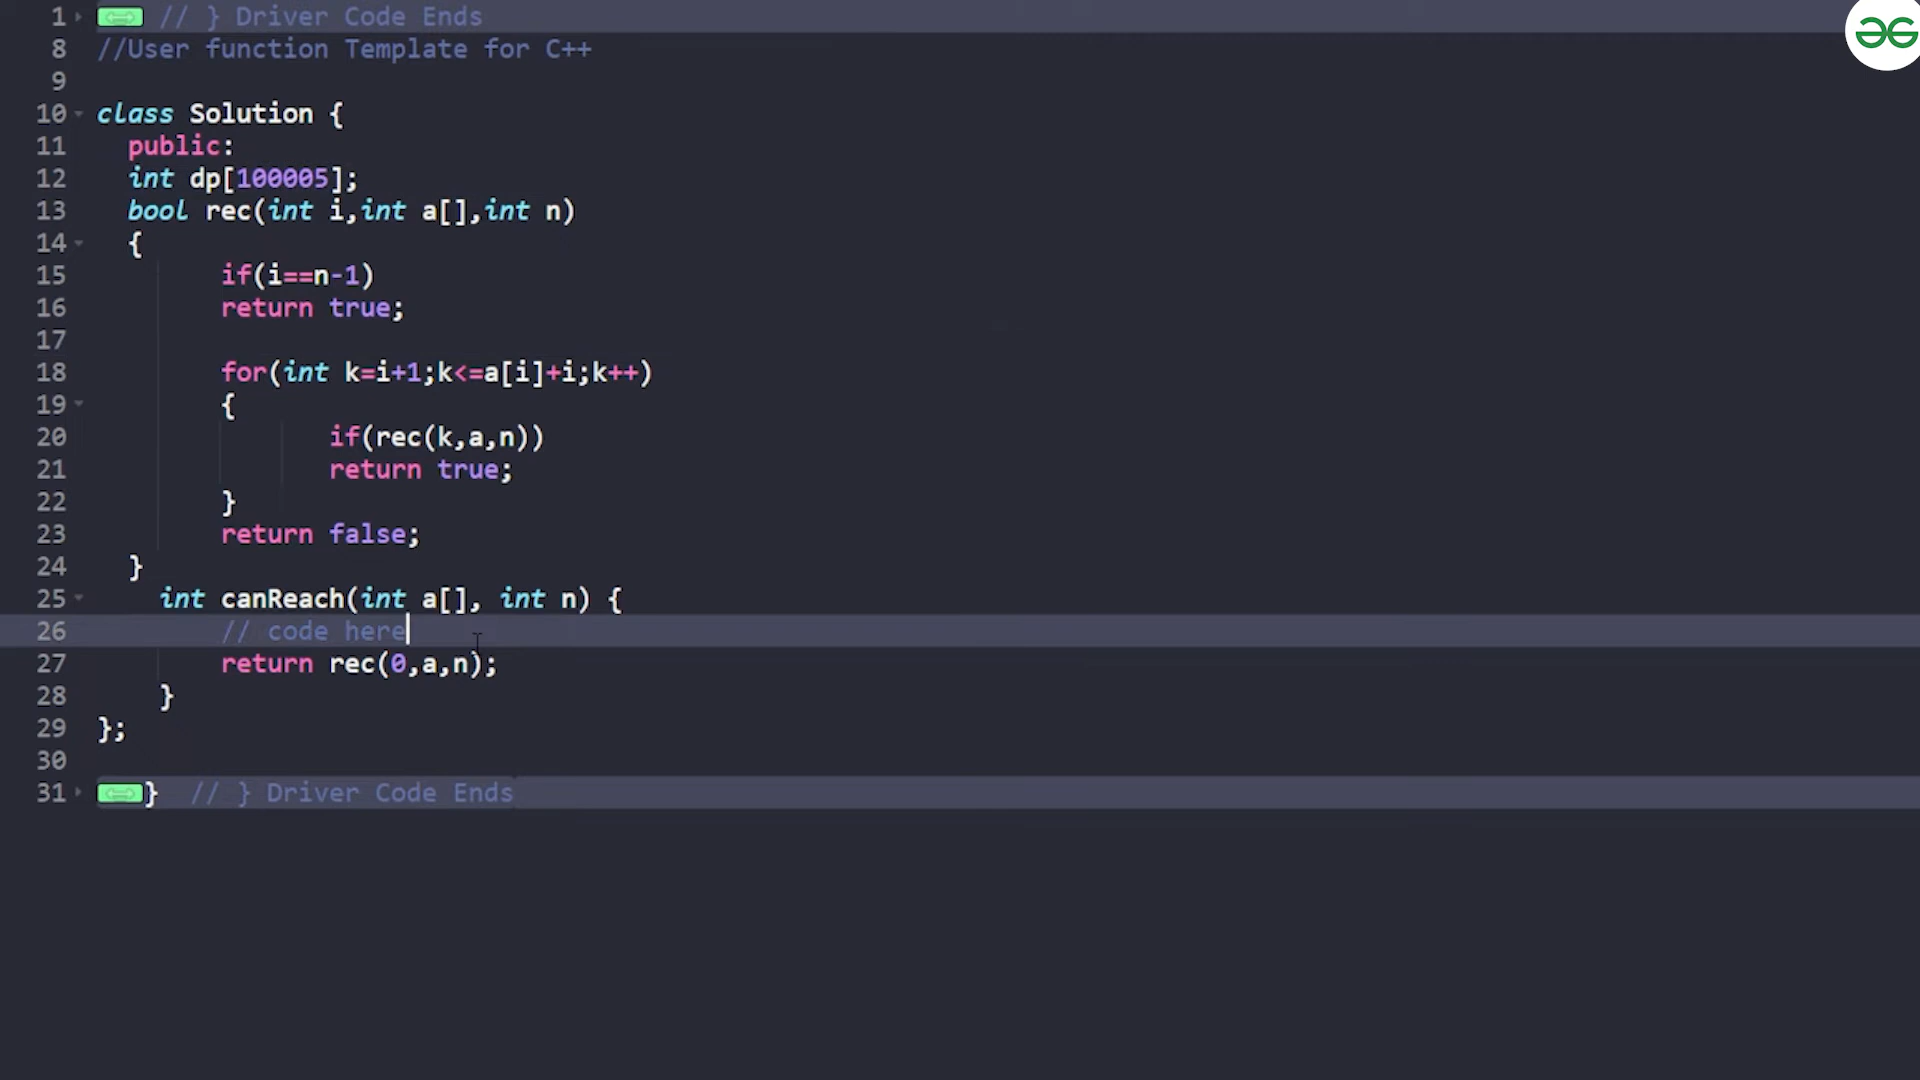 1 // } Driver Code Ends
8 //User function Template for C++
9
10 class Solution {
11 public:
12 int dp[100005];
13 bool rec(int i,int a[],int n)
14 {
15 if(i==n-1)
16 return true;
17
18 for(int k=i+1;k<=a[i]+i;k++)
19 {
20 if(rec(k,a,n))
21 return true;
22 }
23 return false;
24 }
25 int canReach(int a[], int n) {
26 // code here
27 return rec(0,a,n);
28 }
29 };
30
31 } // } Driver Code Ends